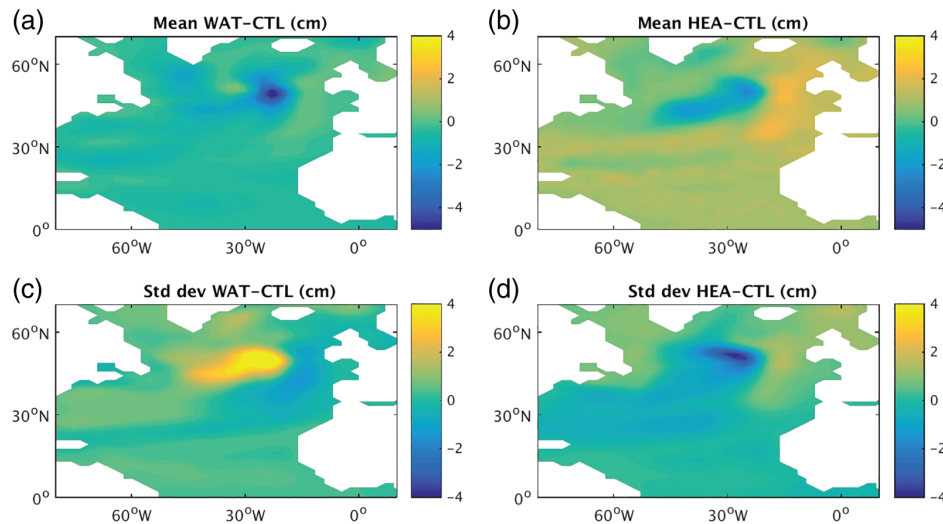 (a) Mean WAT-CTL (cm) (b) Mean HEA-CTL (cm)
60°N 4 60°N 4
2 2
30°N 0 30°N 0
-2 -2
0° -4 0° -4
60°W 30°W 0° 60°W 30°W 0°
(c) Std dev WAT-CTL (cm) (d) Std dev HEA-CTL (cm)
60°N 4 60°N 4
2 2
30°N 0 30°N 0
-2 -2
0° -4 0° -4
60°W 30°W 0° 60°W 30°W 0°